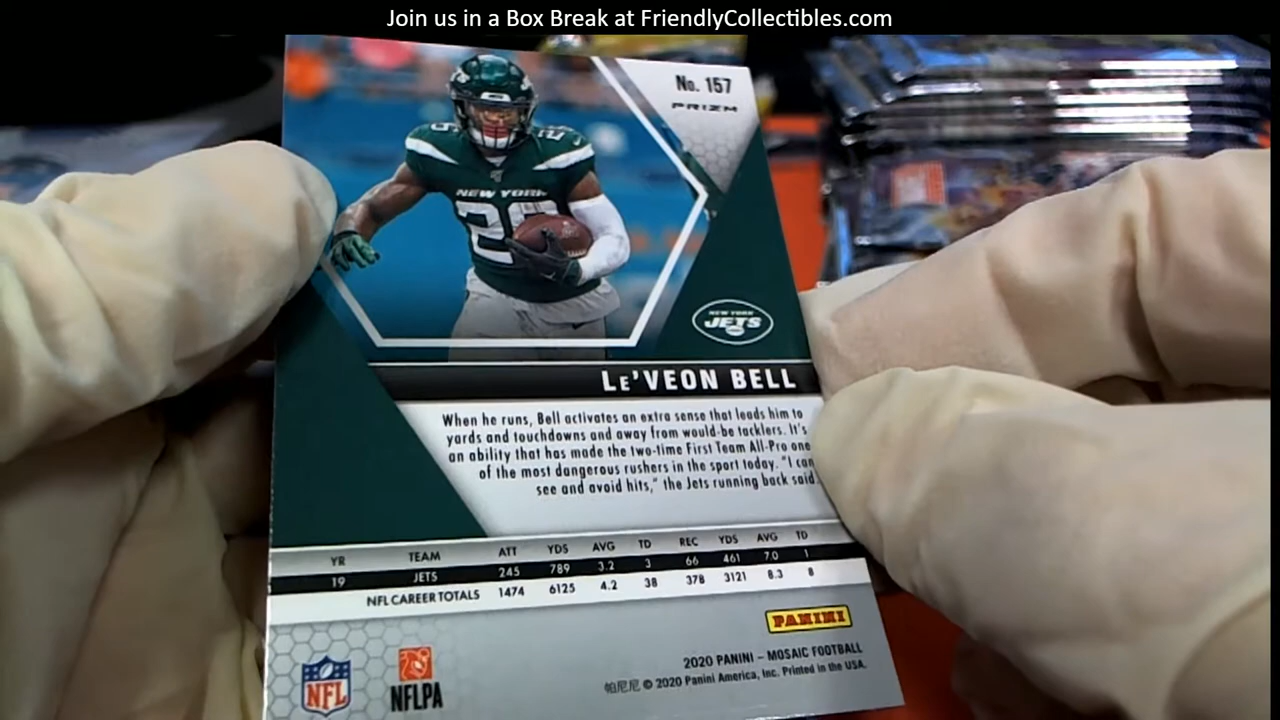 Join us in a Box Break at FriendlyCollectibles.com
No. 157
PRIZM
NEW YORK
26
NEW YORK
JETS
LE'VEON BELL
When he runs, Bell activates an extra sense that leads him to
yards and touchdowns and away from would-be tacklers. It's
an ability that has made the two-time First Team All-Pro one
of the most dangerous rushers in the sport today. "I can
see and avoid hits," the Jets running back said.
YR TEAM ATT YDS AVG TD REC YDS AVG TD
19 JETS 245 789 3.2 3 66 461 7.0 1
NFL CAREER TOTALS 1474 6125 4.2 38 378 3121 8.3 8
PANINI
2020 PANINI – MOSAIC FOOTBALL
帕尼尼 © 2020 Panini America, Inc. Printed in the USA.
NFL
NFLPA